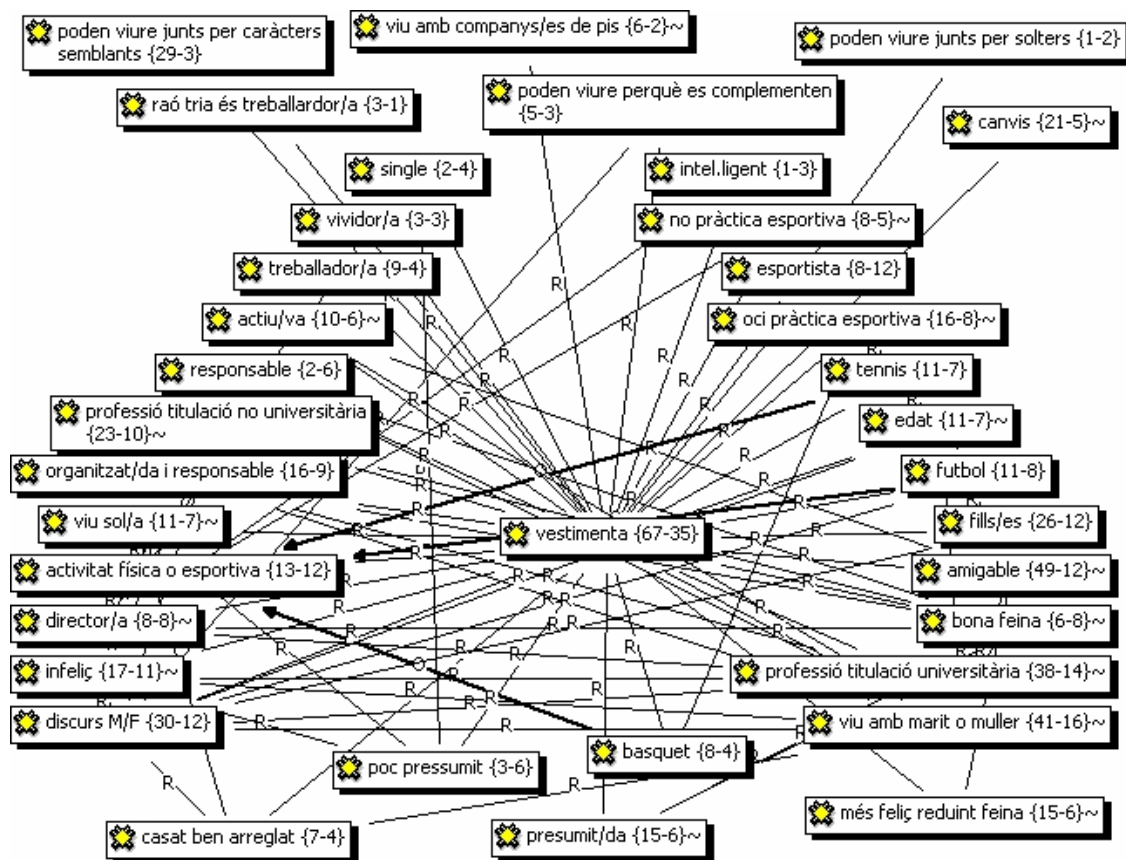 poden viure junts per caràcters
semblants {29-3}
viu amb companys/es de pis {6-2}~
poden viure junts per solters {1-2}
raó tria és treballardor/a {3-1}
poden viure perquè es complementen
{5-3}
canvis {21-5}~
single {2-4}
intel.ligent {1-3}
vividor/a {3-3}
no pràctica esportiva {8-5}~
treballador/a {9-4}
esportista {8-12}
actiu/va {10-6}~
oci pràctica esportiva {16-8}~
responsable {2-6}
tennis {11-7}
professió titulació no universitària
{23-10}~
edat {11-7}~
organitzat/da i responsable {16-9}
futbol {11-8}
viu sol/a {11-7}~
vestimenta {67-35}
fills/es {26-12}
activitat física o esportiva {13-12}
amigable {49-12}~
director/a {8-8}~
bona feina {6-8}
infeliç {17-11}~
professió titulació universitària {38-14}~
discurs M/F {30-12}
viu amb marit o muller {41-16}~
basquet {8-4}
poc pressumit {3-6}
més feliç reduint feina {15-6}~
casat ben arreglat {7-4}
presumit/da {15-6}~